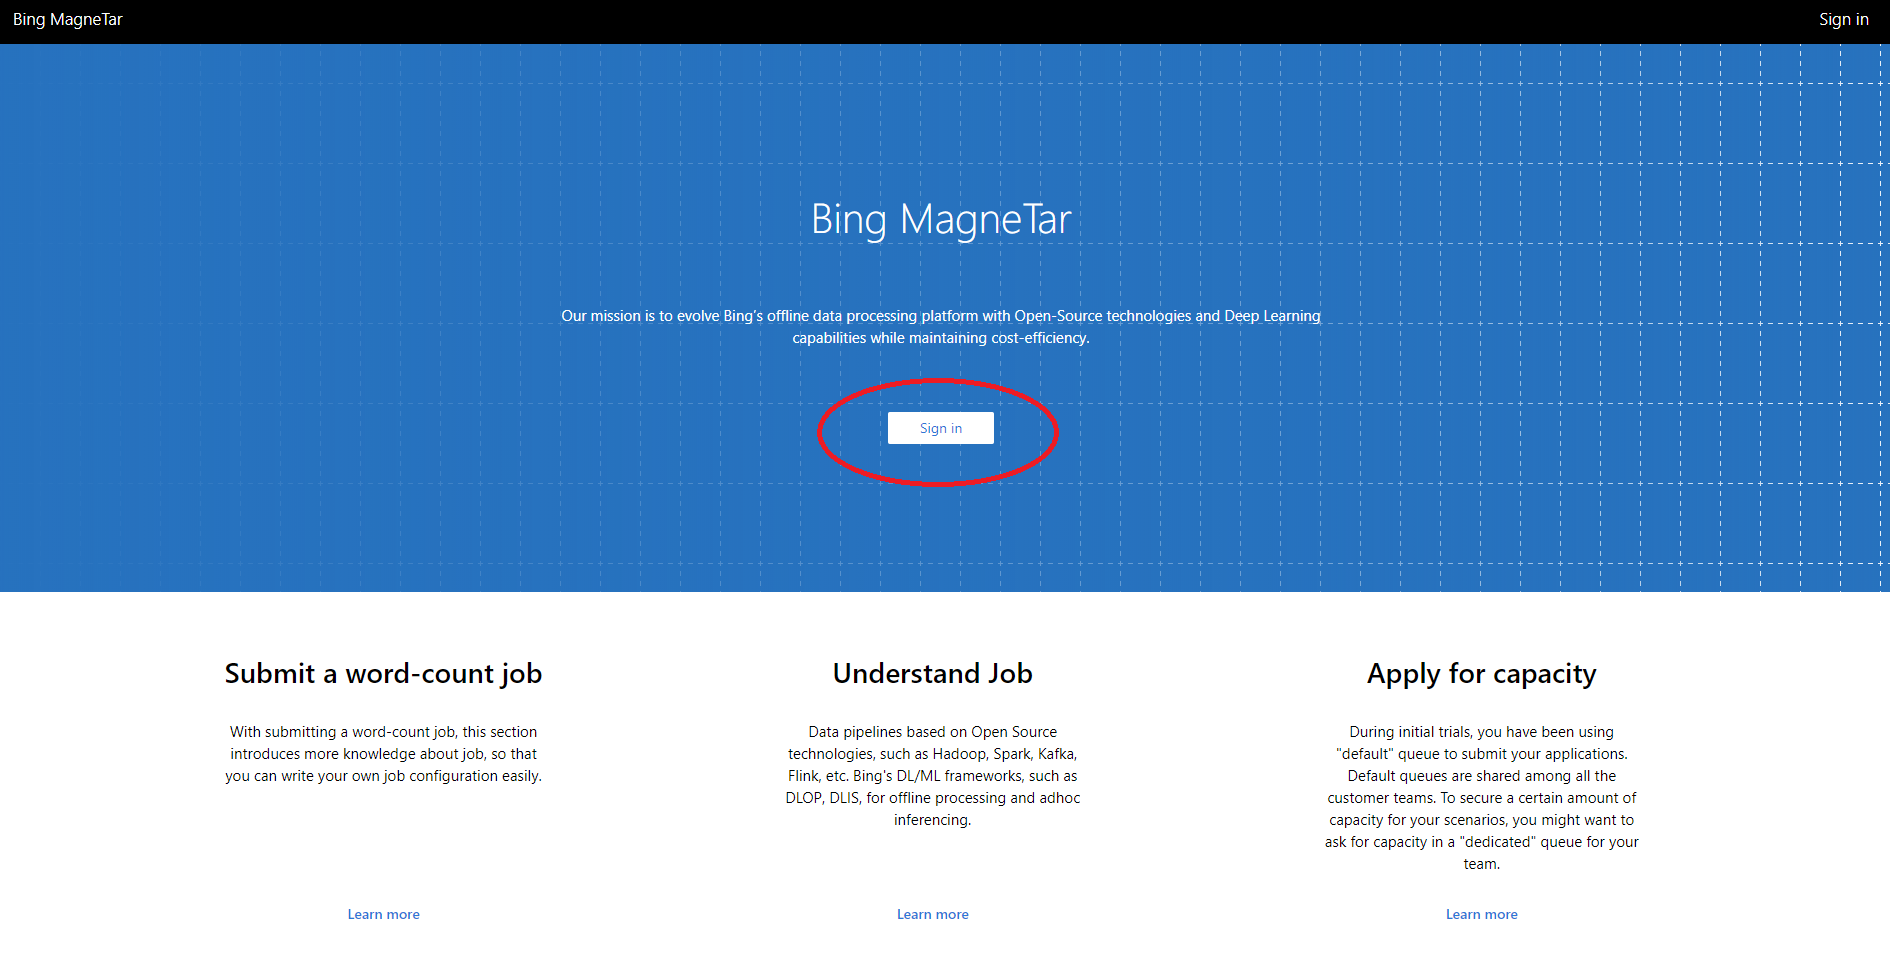 Bing MagneTar
Sign in
Bing MagneTar
Our mission is to evolve Bing's offline data processing platform with Open-Source technologies and Deep Learning
capabilities while maintaining cost-efficiency.
Sign in
Submit a word-count job
With submitting a word-count job, this section
introduces more knowledge about job, so that
you can write your own job configuration easily.
Learn more
Understand Job
Data pipelines based on Open Source
technologies, such as Hadoop, Spark, Kafka,
Flink, etc. Bing's DL/ML frameworks, such as
DLOP, DLIS, for offline processing and adhoc
inferencing.
Learn more
Apply for capacity
During initial trials, you have been using
"default" queue to submit your applications.
Default queues are shared among all the
customer teams. To secure a certain amount of
capacity for your scenarios, you might want to
ask for capacity in a "dedicated" queue for your
team.
Learn more